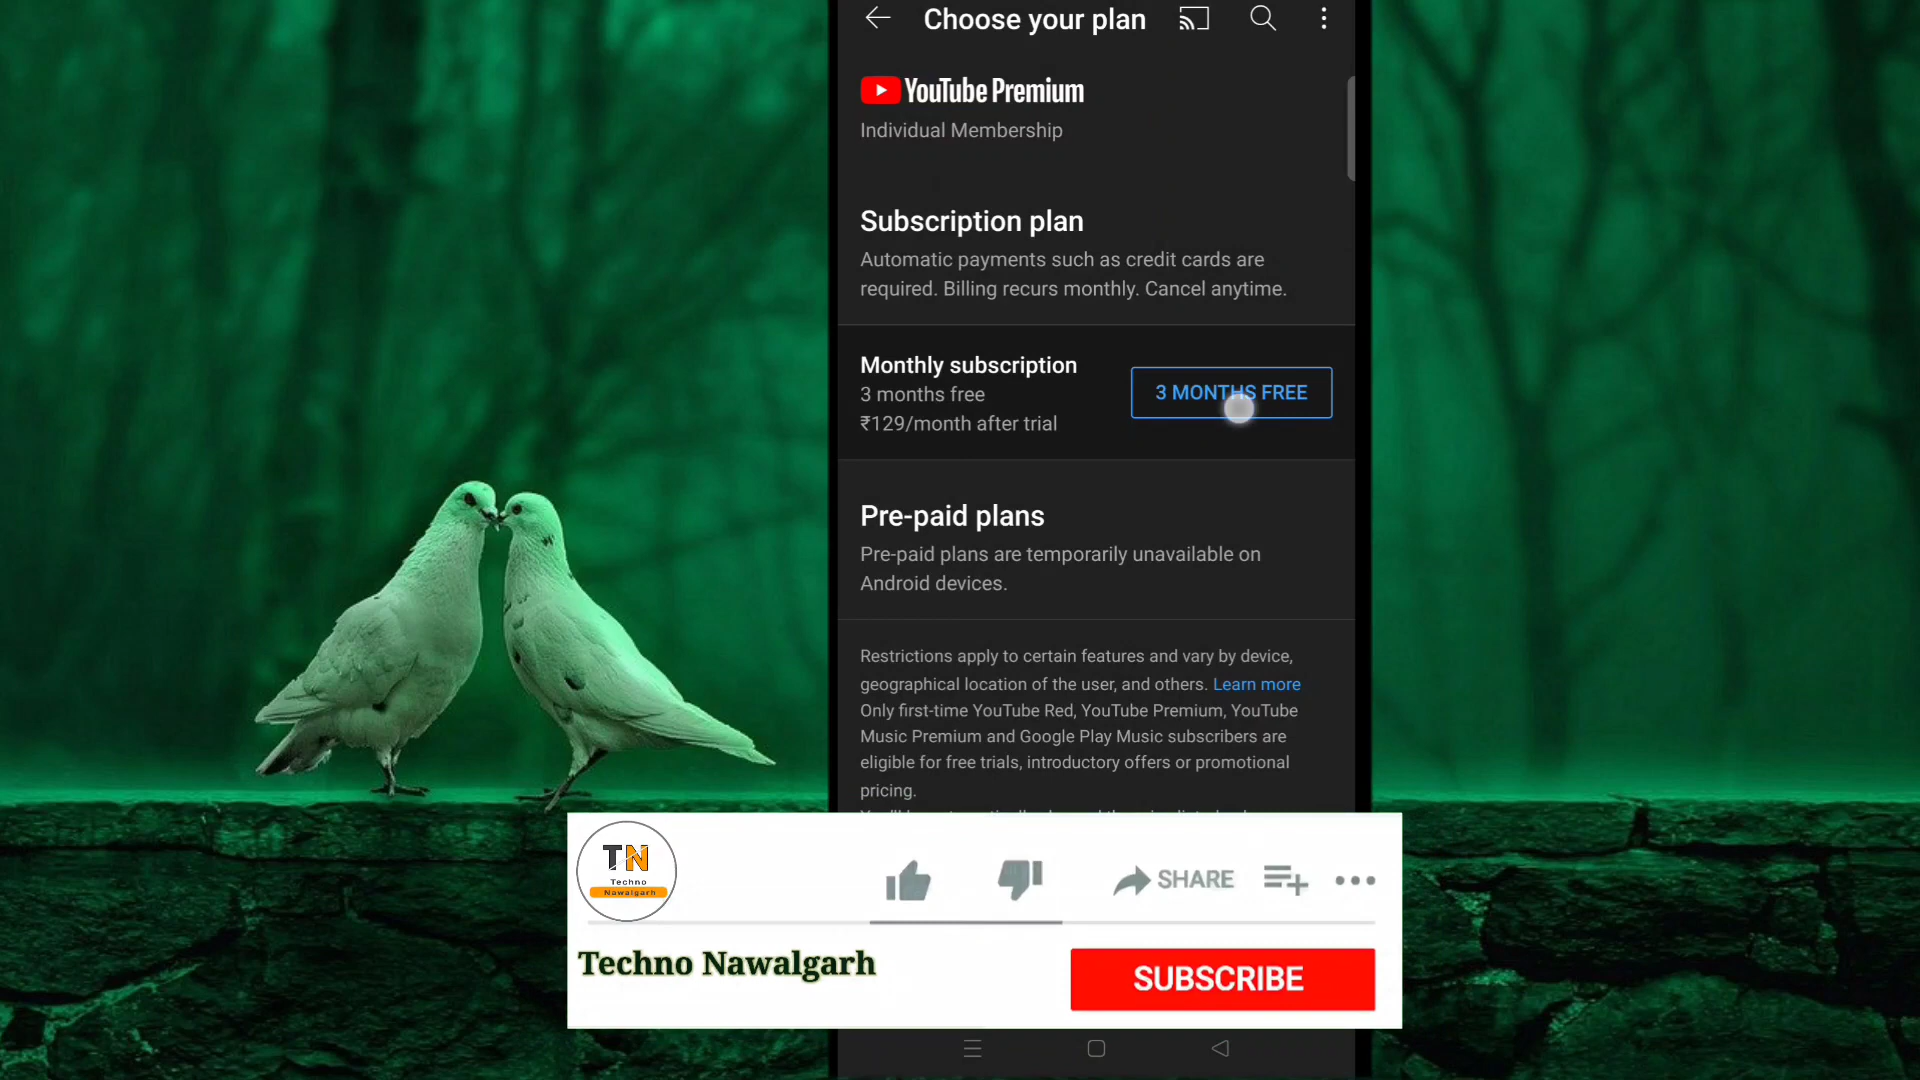 Choose your plan
YouTube Premium
Individual Membership
Subscription plan
Automatic payments such as credit cards are
required. Billing recurs monthly. Cancel anytime.
Monthly subscription
3 months free
₹129/month after trial
3 MONTHS FREE
Pre-paid plans
Pre-paid plans are temporarily unavailable on
Android devices.
Restrictions apply to certain features and vary by device,
geographical location of the user, and others. Learn more
Only first-time YouTube Red, YouTube Premium, YouTube
Music Premium and Google Play Music subscribers are
eligible for free trials, introductory offers or promotional
pricing.
TN
Techno
Nawalgarh
SHARE
Techno Nawalgarh
SUBSCRIBE